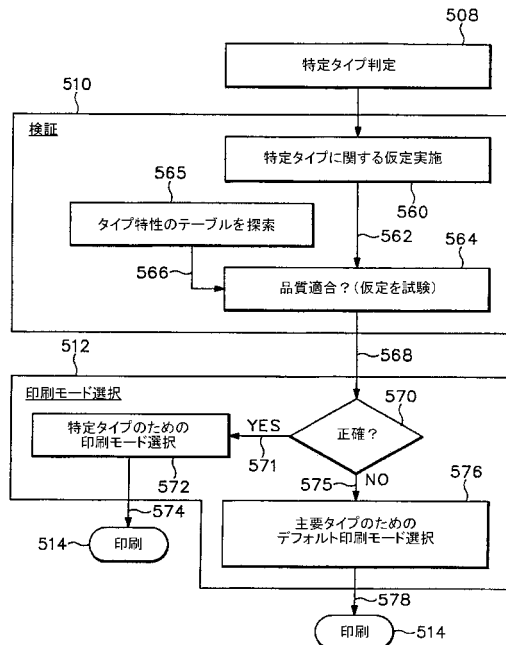 508
特定タイプ判定
510
検証
特定タイプに関する仮定実施
560
565
タイプ特性のテーブルを探索
562
564
566
品質適合？(仮定を試験)
568
512
印刷モード選択
570
正確？
YES
571
特定タイプのための
印刷モード選択
572
575
NO
576
574
主要タイプのための
デフォルト印刷モード選択
514
印刷
578
印刷
514